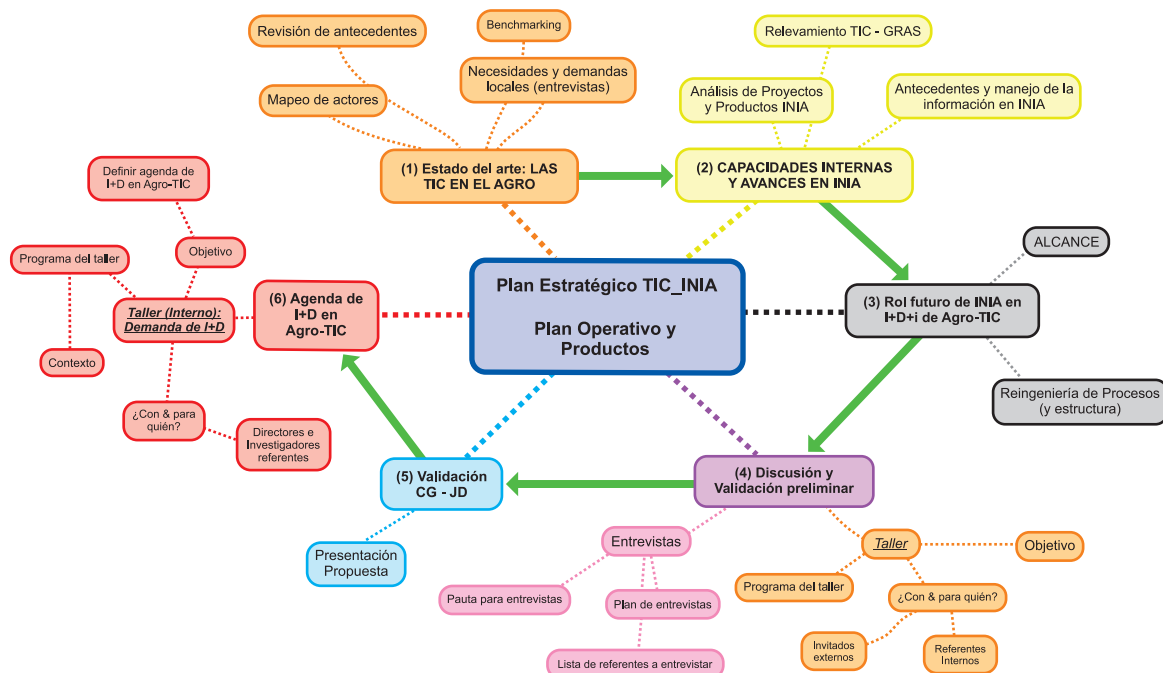 Revisión de antecedentes
Benchmarking
Necesidades y demandas
locales (entrevistas)
Mapeo de actores
(1) Estado del arte: LAS
TIC EN EL AGRO
Relevamiento TIC - GRAS
Análisis de Proyectos
y Productos INIA
Antecedentes y manejo de la
información en INIA
(2) CAPACIDADES INTERNAS
Y AVANCES EN INIA
ALCANCE
(3) Rol futuro de INIA en
I+D+i de Agro-TIC
Reingeniería de Procesos
(y estructura)
Plan Estratégico TIC_INIA
Plan Operativo y
Productos
(4) Discusión y
Validación preliminar
Entrevistas
Pauta para entrevistas
Plan de entrevistas
Lista de referentes a entrevistar
Taller
Objetivo
Programa del taller
¿Con & para quién?
Invitados
externos
Referentes
Internos
(5) Validación
CG - JD
Presentación
Propuesta
(6) Agenda de
I+D en
Agro-TIC
Definir agenda de
I+D en Agro-TIC
Objetivo
Programa del taller
Taller (Interno):
Demanda de I+D
Contexto
¿Con & para
quién?
Directores e
Investigadores
referentes